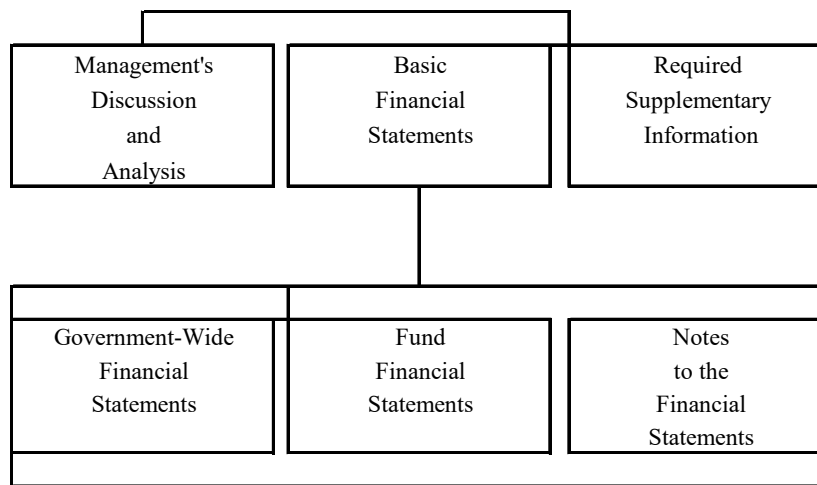 Management's
Discussion
and
Analysis
Basic
Financial
Statements
Required
Supplementary
Information
Government-Wide
Financial
Statements
Fund
Financial
Statements
Notes
to the
Financial
Statements